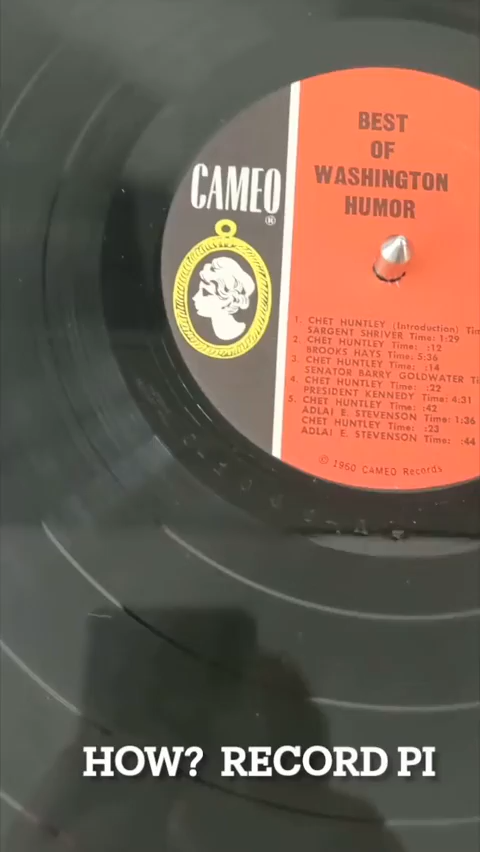 BEST
OF
WASHINGTON
HUMOR
CAMEO
®
1. CHET HUNTLEY (Introduction)
SARGENT SHRIVER Time: 1:29
2. CHET HUNTLEY Time: :12
BROOKS HAYS Time: 5:36
3. CHET HUNTLEY Time: :14
SENATOR BARRY GOLDWATER
4. CHET HUNTLEY Time: :22
PRESIDENT KENNEDY Time: 4:31
5. CHET HUNTLEY Time: :42
ADLAI E. STEVENSON Time: 1:36
CHET HUNTLEY Time: :23
ADLAI E. STEVENSON Time: :44
© 1960 CAMEO Records
HOW? RECORD PI